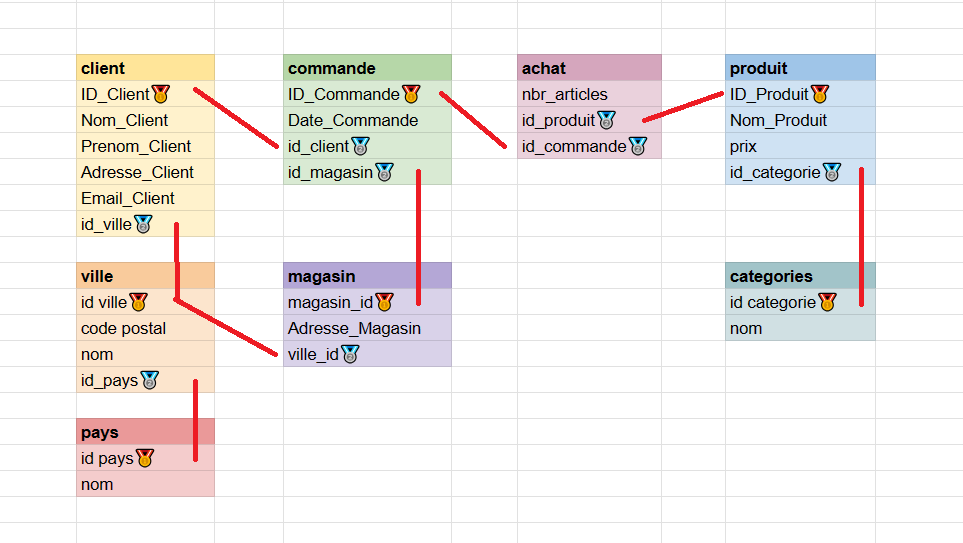 client
ID_Client🥇
Nom_Client
Prenom_Client
Adresse_Client
Email_Client
id_ville🥈
commande
ID_Commande🥇
Date_Commande
id_client🥈
id_magasin🥈
achat
nbr_articles
id_produit🥈
id_commande🥈
produit
ID_Produit🥇
Nom_Produit
prix
id_categorie🥈
ville
id ville🥇
code postal
nom
id_pays🥈
magasin
magasin_id🥇
Adresse_Magasin
ville_id🥈
categories
id categorie🥇
nom
pays
id pays🥇
nom